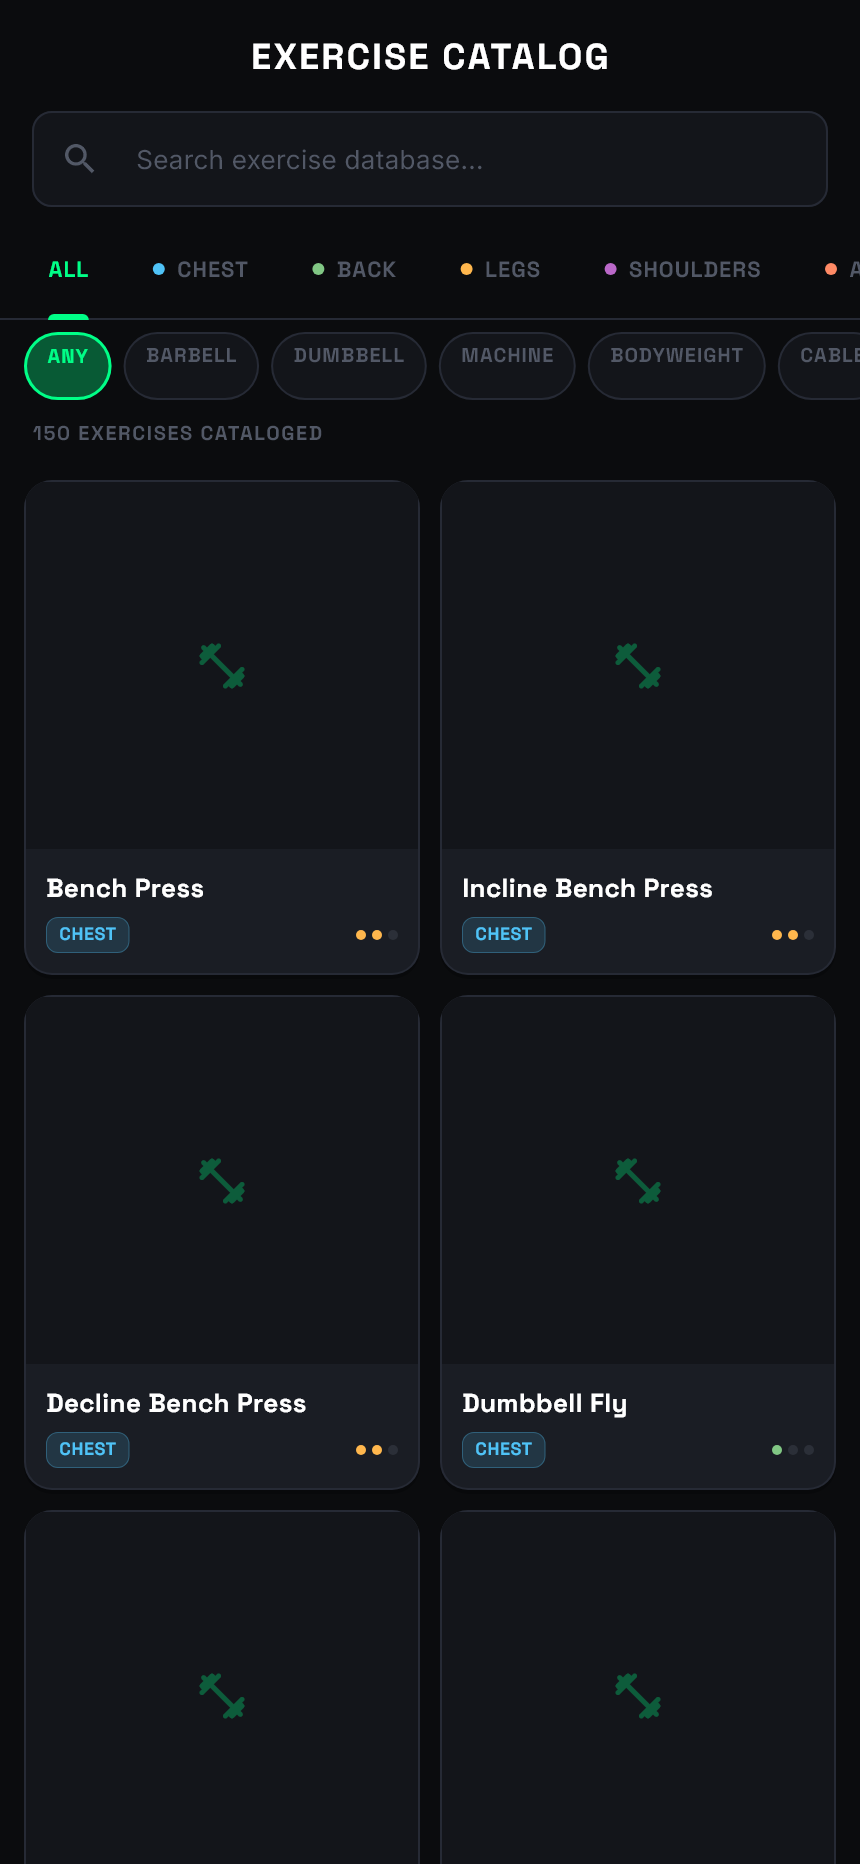 EXERCISE CATALOG
Search exercise database...
ALL CHEST BACK LEGS SHOULDERS A
ANY BARBELL DUMBBELL MACHINE BODYWEIGHT CABLE
150 EXERCISES CATALOGED
Bench Press
CHEST
Incline Bench Press
CHEST
Decline Bench Press
CHEST
Dumbbell Fly
CHEST